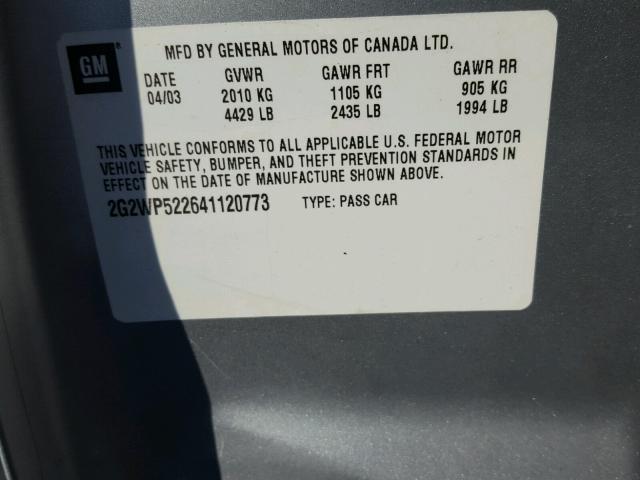 GM
MFD BY GENERAL MOTORS OF CANADA LTD.
DATE GVWR GAWR FRT GAWR RR
04/03 2010 KG 1105 KG 905 KG
4429 LB 2435 LB 1994 LB
THIS VEHICLE CONFORMS TO ALL APPLICABLE U.S. FEDERAL MOTOR
VEHICLE SAFETY, BUMPER, AND THEFT PREVENTION STANDARDS IN
EFFECT ON THE DATE OF MANUFACTURE SHOWN ABOVE.
2G2WP522641120773 TYPE: PASS CAR